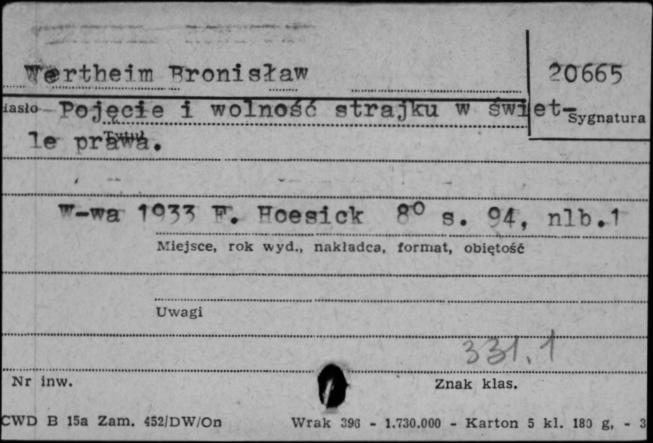 Wertheim Bronisław
20665
iasło Pojęcie i wolność strajku w świet-
Sygnatura
le prawa.
Tytuł
W-wa 1933 F. Hoesick 8° s. 94, nlb.1
Miejsce, rok wyd., nakładca, format, objętość
Uwagi
331.1
Nr inw.
Znak klas.
CWD B 15a Zam. 452/DW/On Wrak 396 - 1.730.000 - Karton 5 kl. 180 g, - 3